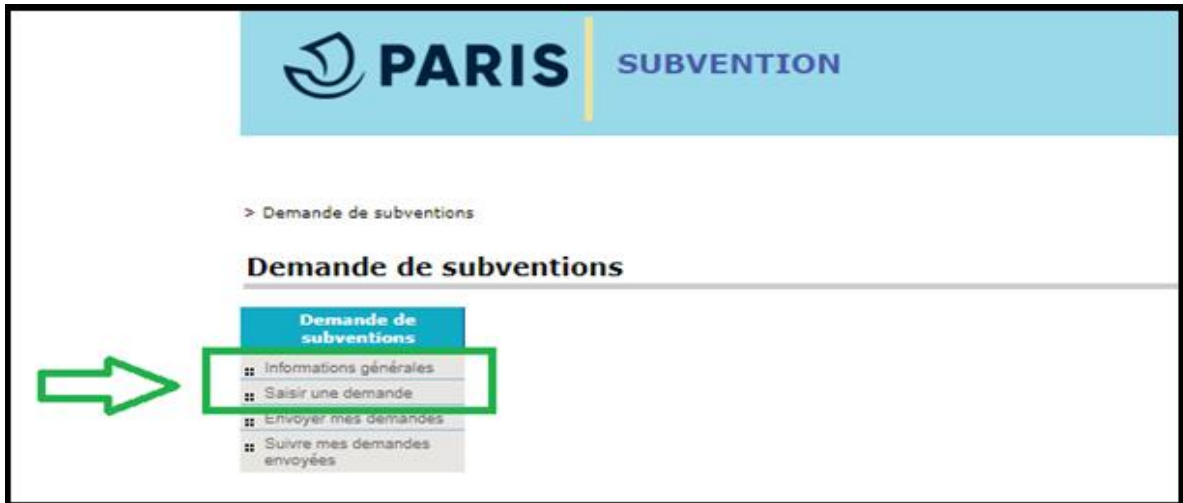 PARIS
SUBVENTION
> Demande de subventions
Demande de subventions
Demande de
subventions
Informations générales
Saisir une demande
Envoyer mes demandes
Suivre mes demandes
envoyées